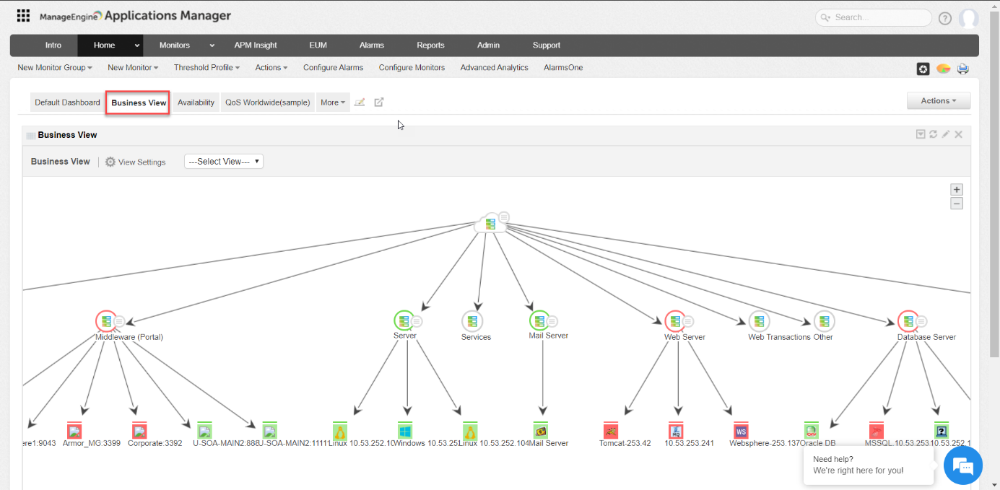 ManageEngine Applications Manager
Search...
?
Intro Home Monitors APM Insight EUM Alarms Reports Admin Support
New Monitor Group New Monitor Threshold Profile Actions Configure Alarms Configure Monitors Advanced Analytics AlarmsOne
Default Dashboard Business View Availability QoS Worldwide(sample) More Actions
Business View
Business View View Settings ---Select View---
+
−
Middleware (Portal) Server Services Mail Server Web Server Web Transactions Other Database Server
MQ WS ?
ere1:9043 Armor_MG:3399 Corporate:3392 U-SOA-MAIN2:888 U-SOA-MAIN2:1111 Linux 10.53.252.10 Windows 10.53.25 Linux 10.53.252.104 Mail Server Tomcat-253.42 10.53.253.241 Websphere-253.137 Oracle DB MSSQL 10.53.253 10.53.252.1
Need help?
We're right here for you!